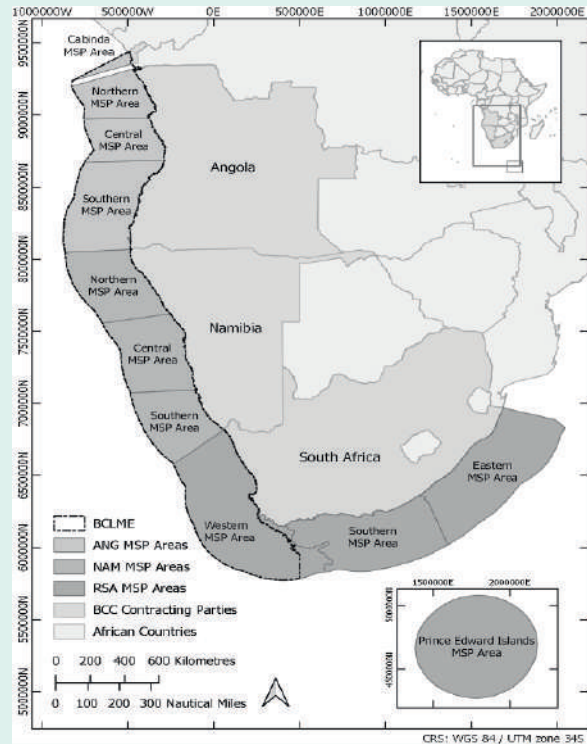 1000000W
500000W
0E
500000E
1000000E
1500000E
2000000E
9500000N
9000000N
8500000N
8000000N
7500000N
7000000N
6500000N
6000000N
5500000N
5000000N
Cabinda
MSP Area
Northern
MSP Area
Central
MSP Area
Southern
MSP Area
Angola
Northern
MSP Area
Namibia
Central
MSP Area
Southern
MSP Area
South Africa
Eastern
MSP Area
Western
MSP Area
Southern
MSP Area
BCLME
ANG MSP Areas
NAM MSP Areas
RSA MSP Areas
BCC Contracting Parties
African Countries
0 200 400 600 Kilometres
0 100 200 300 Nautical Miles
1500000E 2000000E
5000000N
4500000N
Prince Edward Islands
MSP Area
CRS: WGS 84 / UTM zone 34S